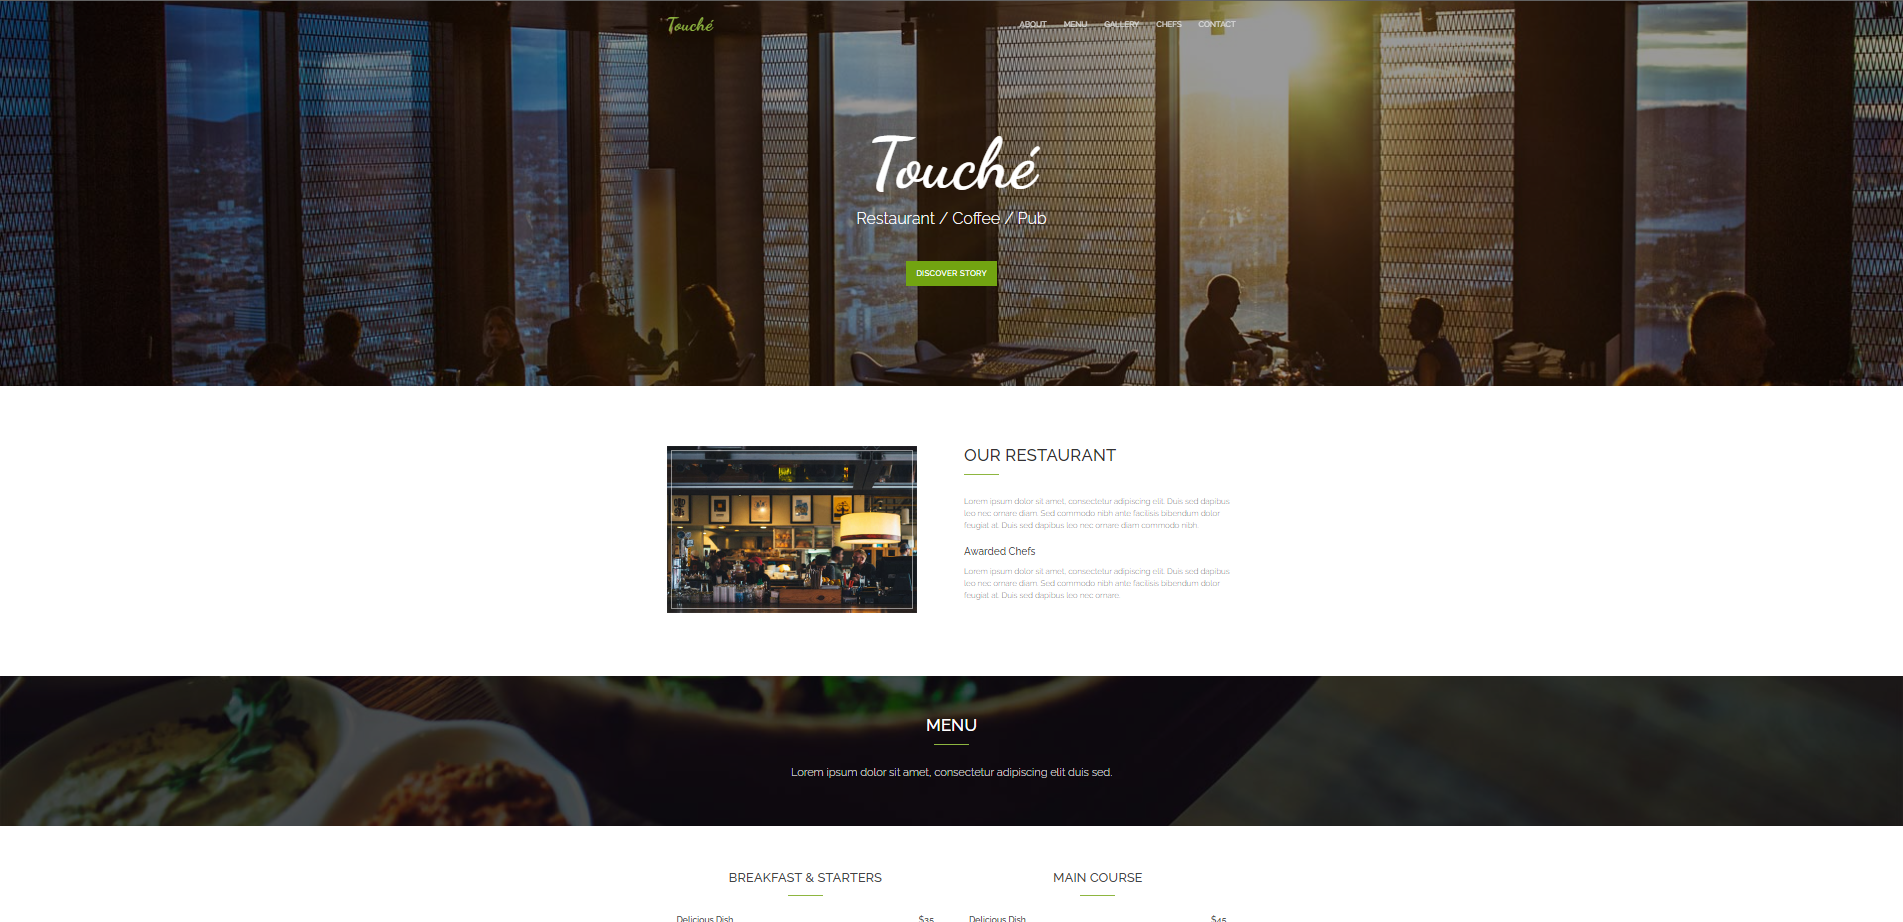 Touché
ABOUT MENU GALLERY CHEFS CONTACT
Touché
Restaurant / Coffee / Pub
DISCOVER STORY
OUR RESTAURANT
Lorem ipsum dolor sit amet, consectetur adipiscing elit. Duis sed dapibus
leo nec ornare diam. Sed commodo nibh ante facilisis bibendum dolor
feugiat at. Duis sed dapibus leo nec ornare diam commodo nibh.
Awarded Chefs
Lorem ipsum dolor sit amet, consectetur adipiscing elit. Duis sed dapibus
leo nec ornare diam. Sed commodo nibh ante facilisis bibendum dolor
feugiat at. Duis sed dapibus leo nec ornare.
MENU
Lorem ipsum dolor sit amet, consectetur adipiscing elit duis sed.
BREAKFAST & STARTERS
MAIN COURSE
Delicious Dish $35
Delicious Dish $45